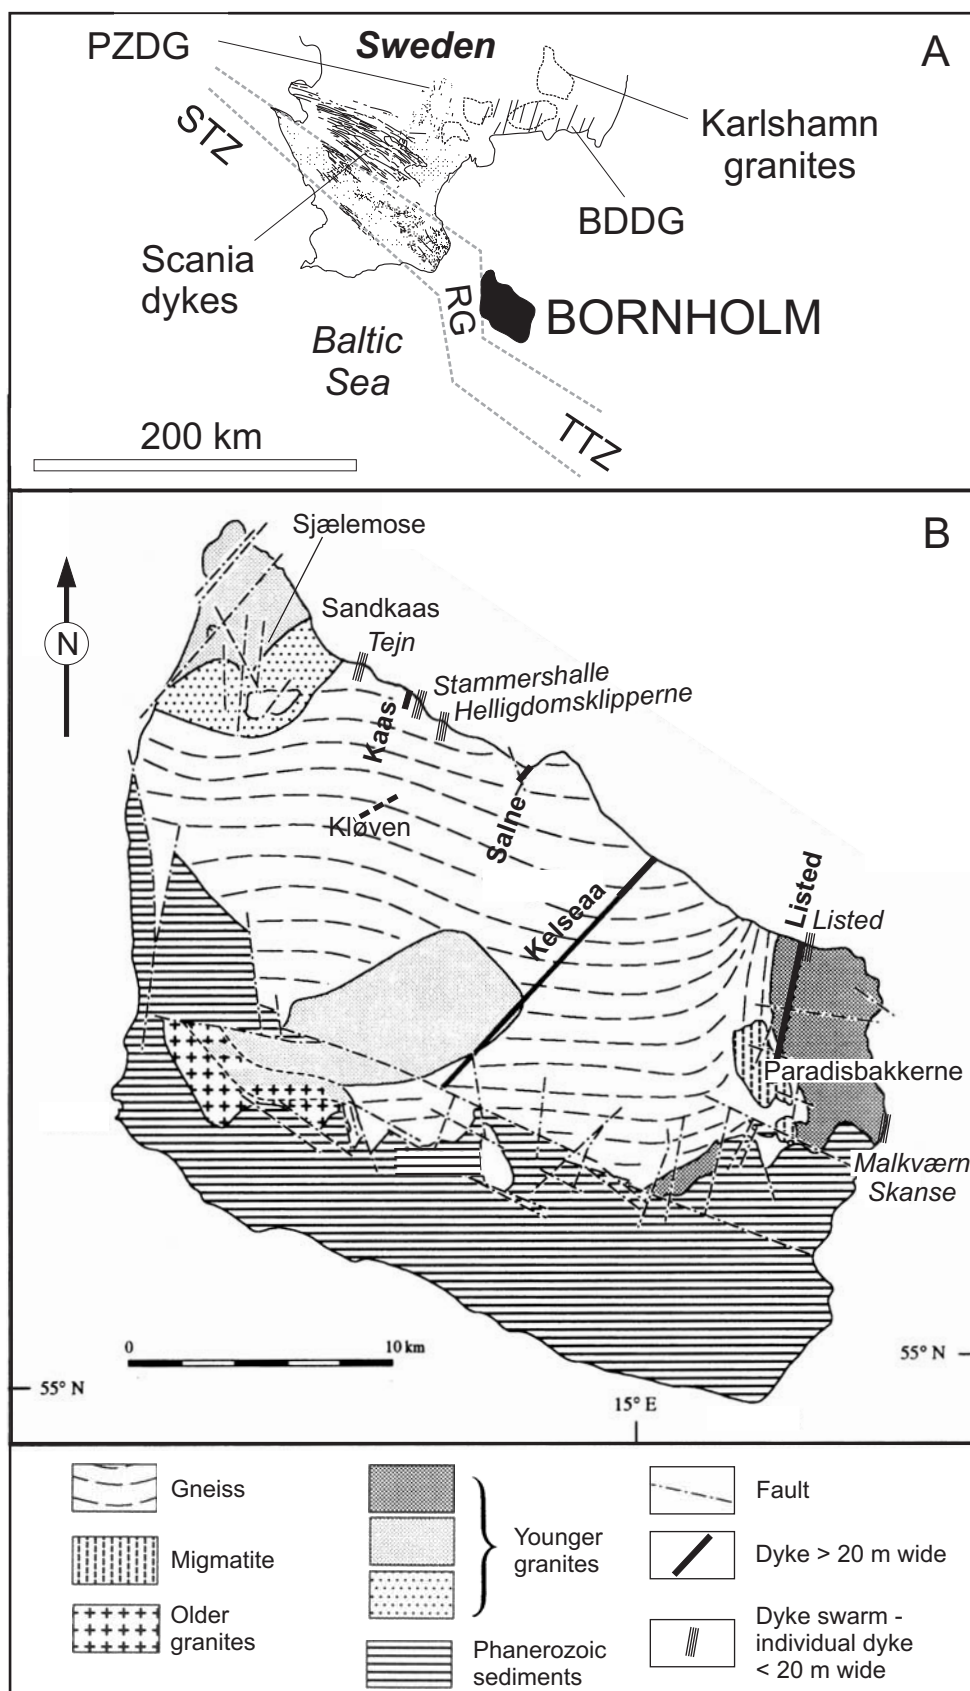 A
PZDG
Sweden
STZ
Karlshamn
granites
BDDG
Scania
dykes
RG
BORNHOLM
Baltic
Sea
TTZ
200 km
B
Sjælemose
N
Sandkaas
Tejn
Stammershalle
Helligdomsklipperne
Kaas
Kløven
Salne
Kelseaa
Listed
Listed
Paradisbakkerne
Malkværn
Skanse
0
10 km
55° N
55° N
15° E
Gneiss
Migmatite
Older
granites
Younger
granites
Phanerozoic
sediments
Fault
Dyke > 20 m wide
Dyke swarm -
individual dyke
< 20 m wide